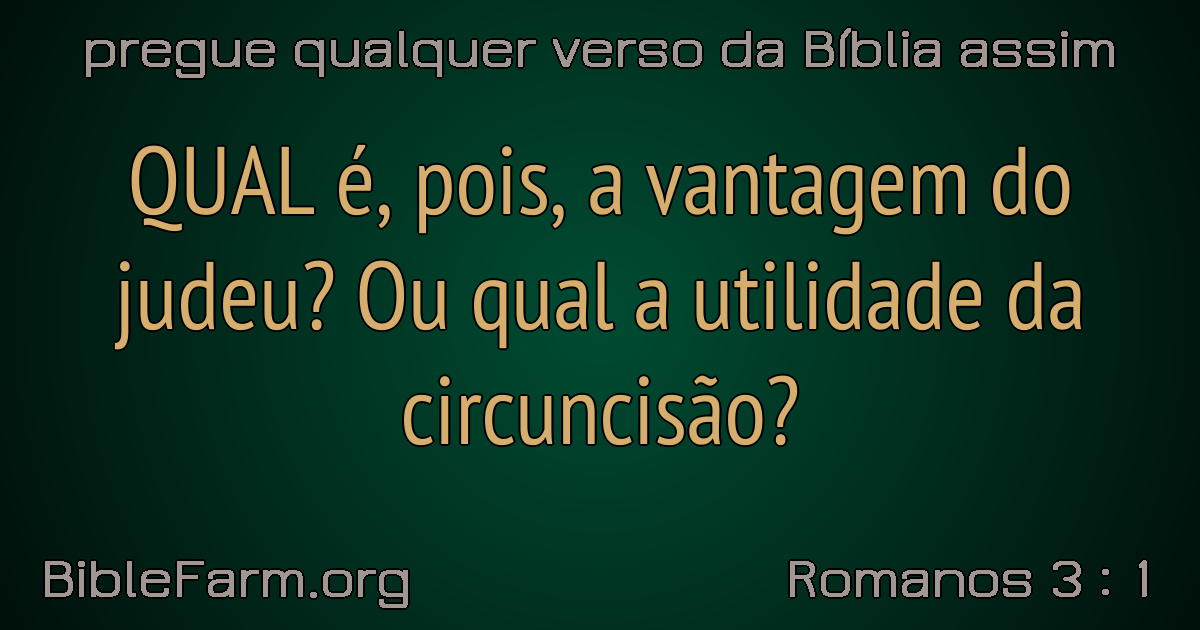 pregue qualquer verso da Bíblia assim
QUAL é, pois, a vantagem do
judeu? Ou qual a utilidade da
circuncisão?
BibleFarm.org
Romanos 3 : 1